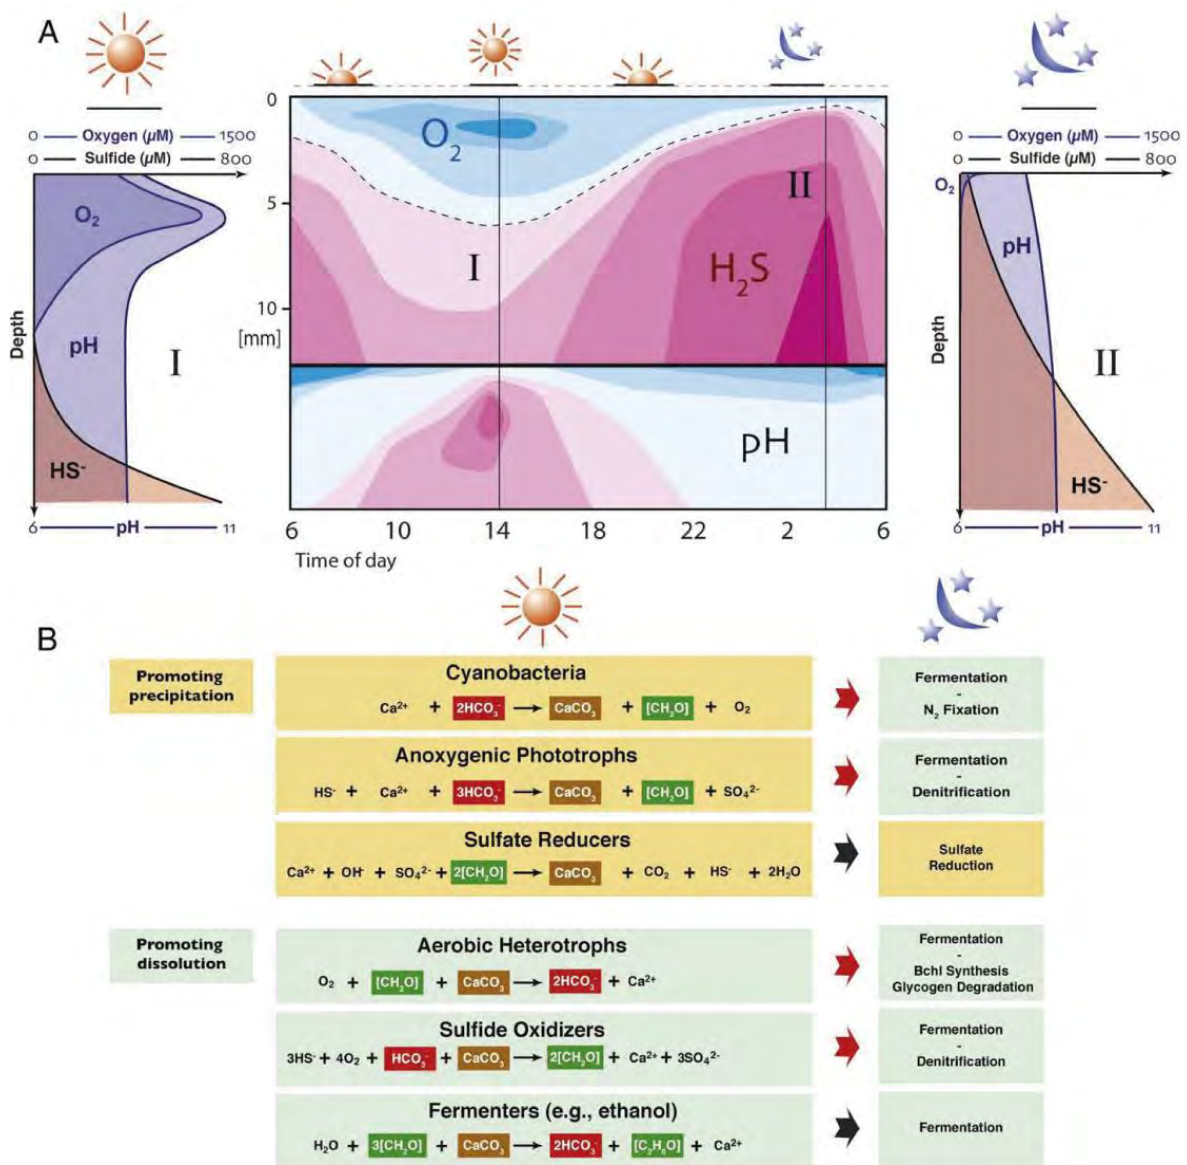 A
0 Oxygen (µM) 1500
0 Sulfide (µM) 800
O₂
pH
HS⁻
Depth
I
6 pH 11
0
5
10
[mm]
O₂
I
II
H₂S
pH
6 10 14 18 22 2 6
Time of day
0 Oxygen (µM) 1500
0 Sulfide (µM) 800
O₂
pH
Depth
II
HS⁻
6 pH 11
B
Promoting
precipitation
Cyanobacteria
Ca²⁺ + 2HCO₃⁻ → CaCO₃ + [CH₂O] + O₂
Fermentation
-
N₂ Fixation
Anoxygenic Phototrophs
HS⁻ + Ca²⁺ + 3HCO₃⁻ → CaCO₃ + [CH₂O] + SO₄²⁻
Fermentation
-
Denitrification
Sulfate Reducers
Ca²⁺ + OH⁻ + SO₄²⁻ + 2[CH₂O] → CaCO₃ + CO₂ + HS⁻ + 2H₂O
Sulfate
Reduction
Promoting
dissolution
Aerobic Heterotrophs
O₂ + [CH₂O] + CaCO₃ → 2HCO₃⁻ + Ca²⁺
Fermentation
-
Bchl Synthesis
Glycogen Degradation
Sulfide Oxidizers
3HS⁻ + 4O₂ + HCO₃⁻ + CaCO₃ → 2[CH₂O] + Ca²⁺ + 3SO₄²⁻
Fermentation
-
Denitrification
Fermenters (e.g., ethanol)
H₂O + 3[CH₂O] + CaCO₃ → 2HCO₃⁻ + [C₂H₆O] + Ca²⁺
Fermentation